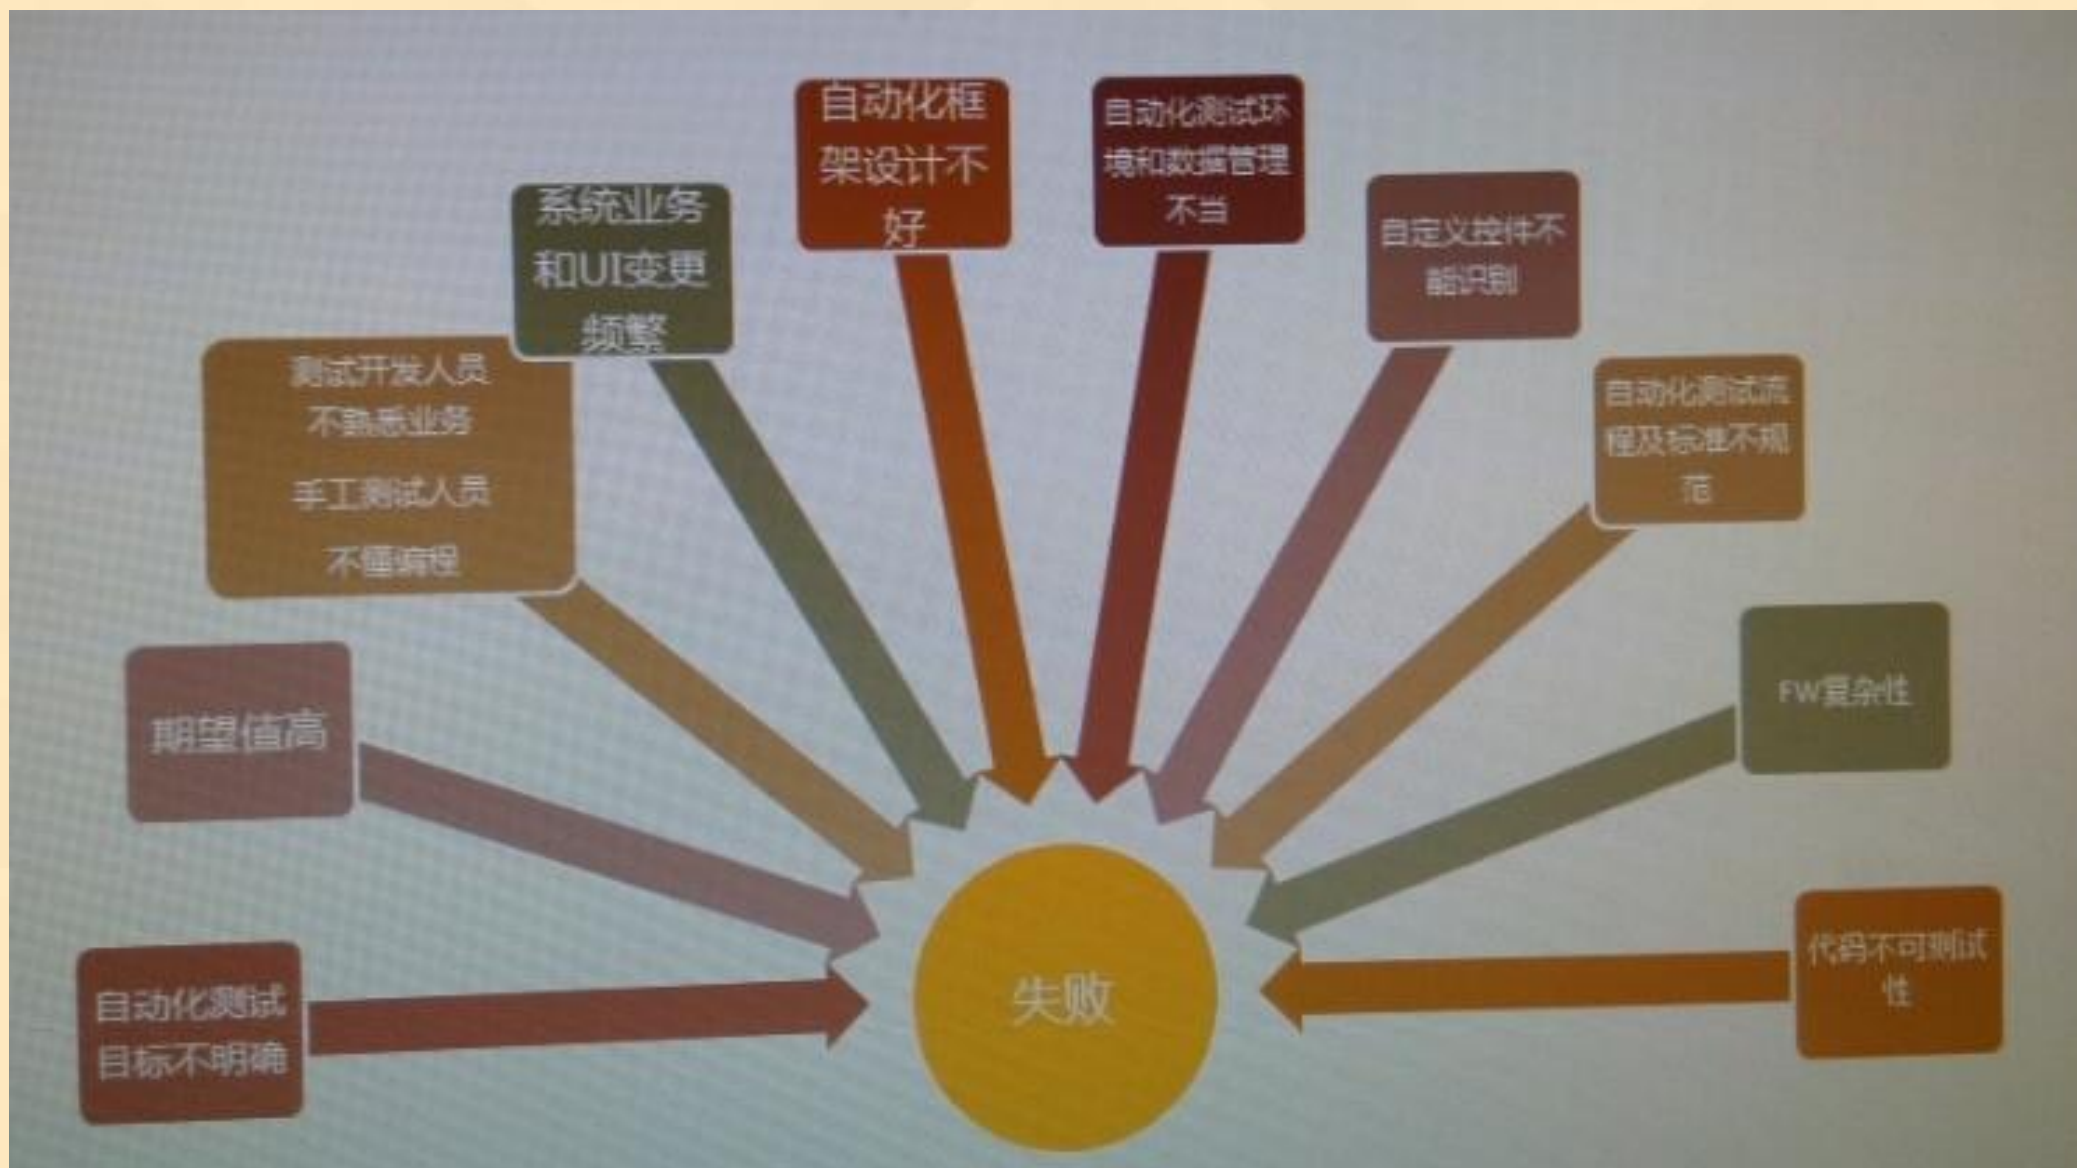 自动化框
架设计不
好
自动化测试环
境和数据管理
不当
系统业务
和UI变更
频繁
自定义控件不
能识别
测试开发人员
不熟悉业务
手工测试人员
不懂编程
自动化测试流
程及标准不规
范
期望值高
FW复杂性
自动化测试
目标不明确
代码不可测试
性
失败